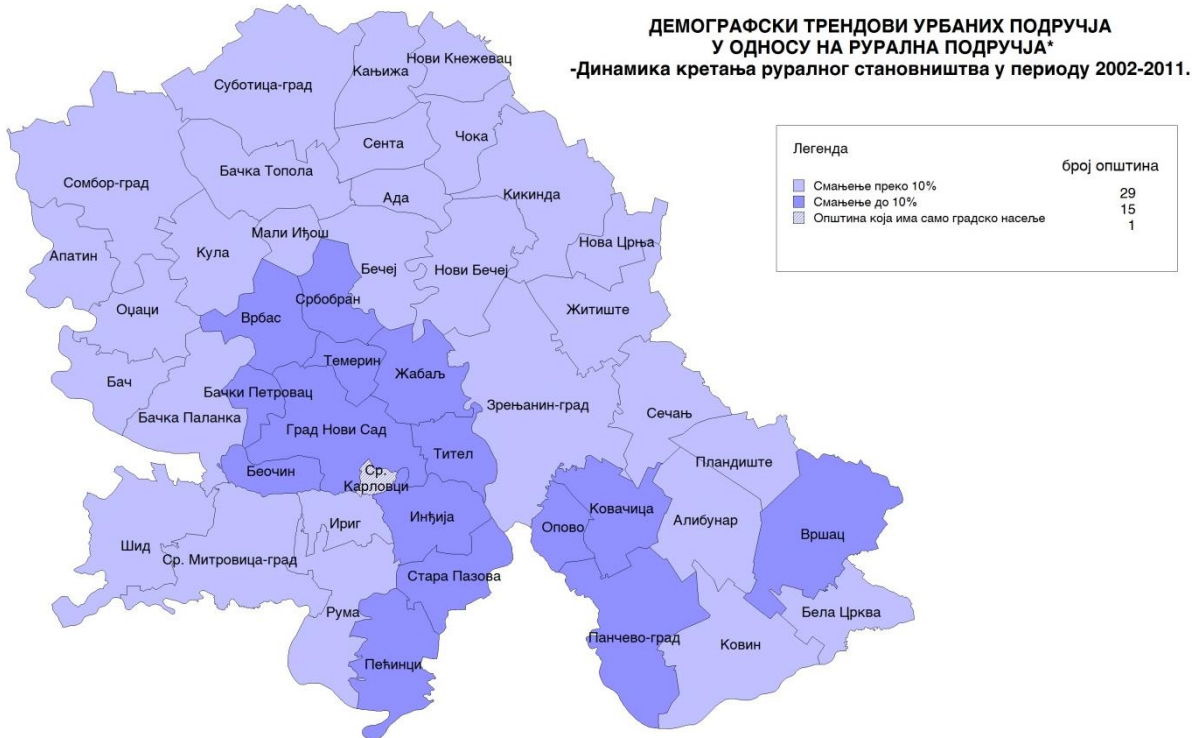 ДЕМОГРАФСКИ ТРЕНДОВИ УРБАНИХ ПОДРУЧЈА
У ОДНОСУ НА РУРАЛНА ПОДРУЧЈА*
-Динамика кретања руралног становништва у периоду 2002-2011.
Легенда
број општина
Смањење преко 10% 29
Смањење до 10% 15
Општина која има само градско насеље 1
Суботица-град
Кањижа
Нови Кнежевац
Сента
Чока
Сомбор-град
Бачка Топола
Ада
Кикинда
Апатин
Кула
Мали Иђош
Бечеј
Нови Бечеј
Нова Црња
Оџаци
Врбас
Србобран
Житиште
Бач
Темерин
Жабаљ
Бачки Петровац
Бачка Паланка
Зрењанин-град
Сечањ
Град Нови Сад
Тител
Пландиште
Беочин
Ср.
Карловци
Ириг
Инђија
Опово
Ковачица
Алибунар
Вршац
Шид
Ср. Митровица-град
Стара Пазова
Рума
Бела Црква
Панчево-град
Ковин
Пећинци